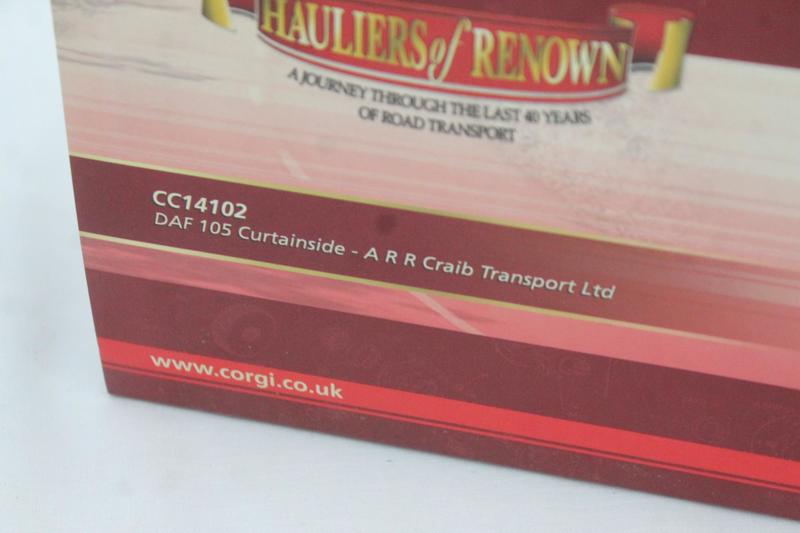 HAULIERS of RENOWN
A JOURNEY THROUGH THE LAST 40 YEARS
OF ROAD TRANSPORT
CC14102
DAF 105 Curtainside - A R R Craib Transport Ltd
www.corgi.co.uk